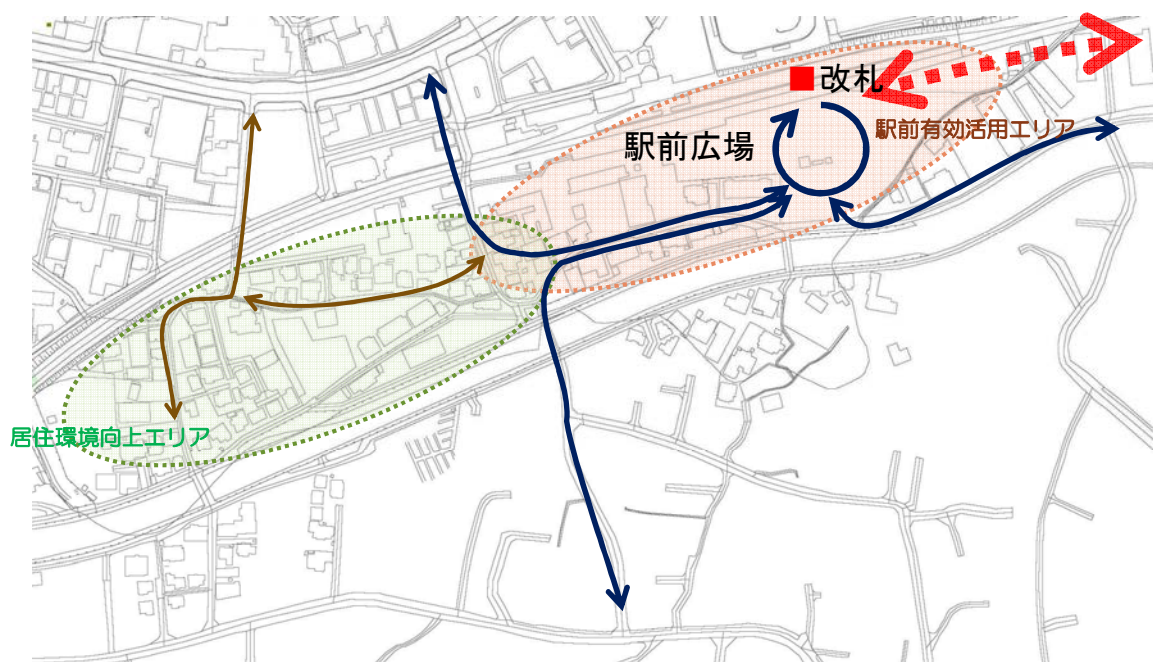 改札
駅前有効活用エリア
駅前広場
居住環境向上エリア